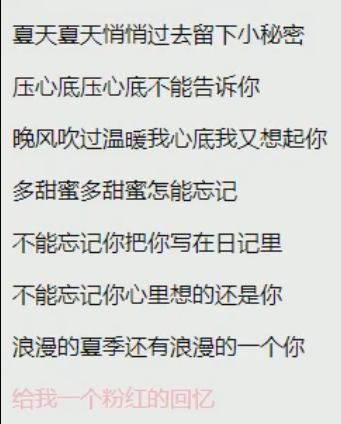 夏天夏天悄悄过去留下小秘密
压心底压心底不能告诉你
晚风吹过温暖我心底我又想起你
多甜蜜多甜蜜怎能忘记
不能忘记你把你写在日记里
不能忘记你心里想的还是你
浪漫的夏季还有浪漫的一个你
给我一个粉红的回忆